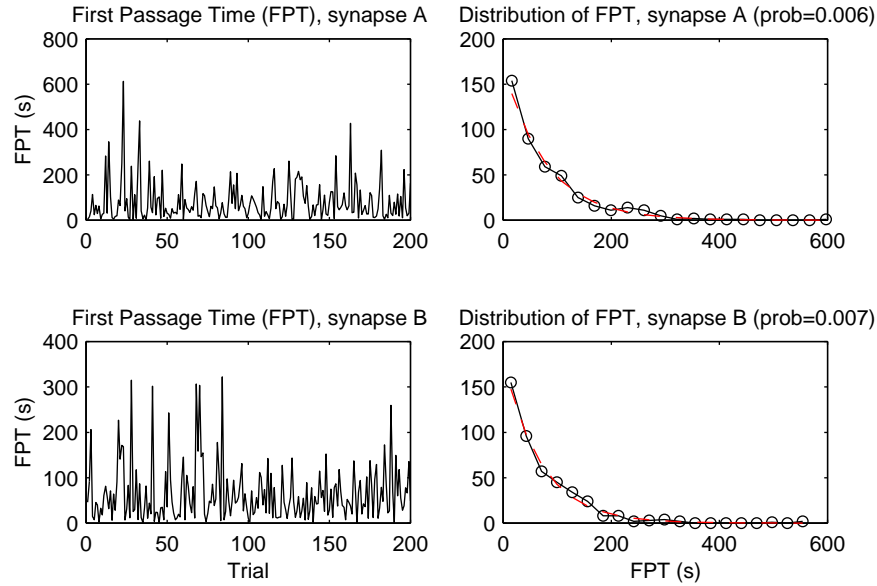 First Passage Time (FPT), synapse A
800
600
400
200
0
FPT (s)
0 50 100 150 200
Distribution of FPT, synapse A (prob=0.006)
200
150
100
50
0
0 200 400 600
First Passage Time (FPT), synapse B
400
300
200
100
0
FPT (s)
0 50 100 150 200
Trial
Distribution of FPT, synapse B (prob=0.007)
200
150
100
50
0
0 200 400 600
FPT (s)